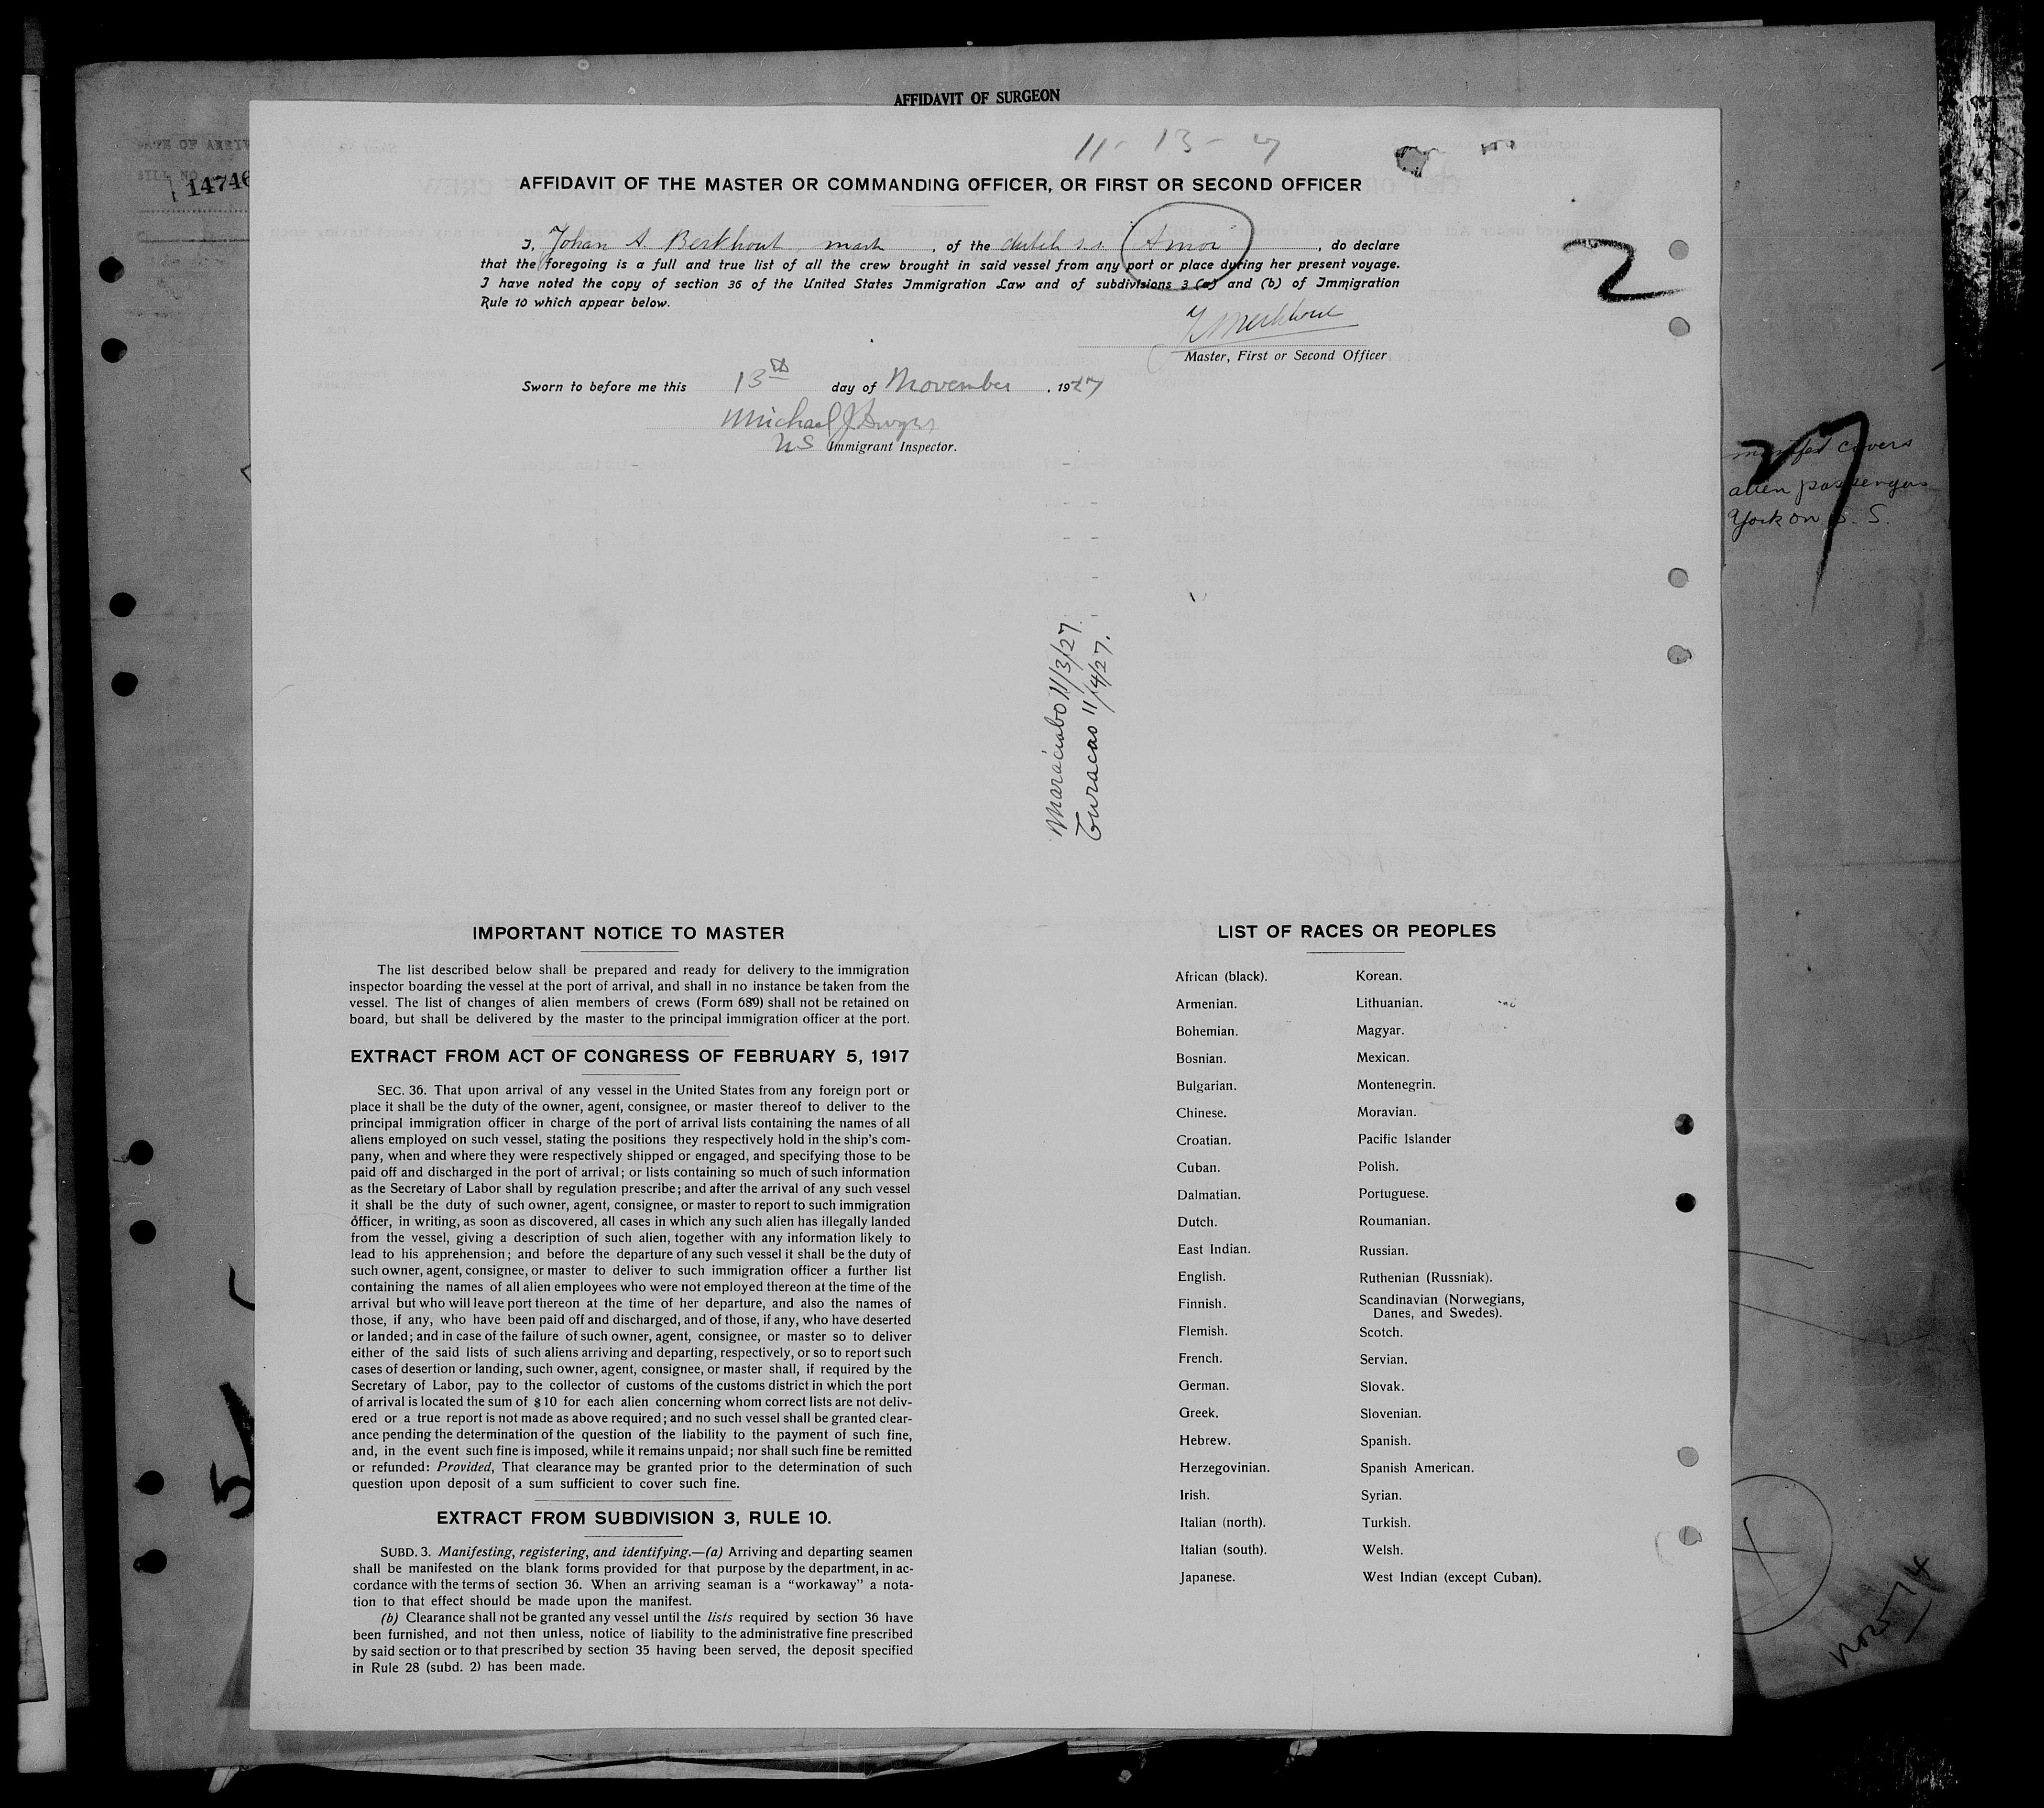 AFFIDAVIT OF SURGEON
11-13-7
14746
AFFIDAVIT OF THE MASTER OR COMMANDING OFFICER, OR FIRST OR SECOND OFFICER
I, Johan A. Berkhout, mast , of the dutch s.s. "Amor" , do declare
that the foregoing is a full and true list of all the crew brought in said vessel from any port or place during her present voyage.
I have noted the copy of section 36 of the United States Immigration Law and of subdivisions 3 (a) and (b) of Immigration
Rule 10 which appear below.
2
Master, First or Second Officer
Sworn to before me this 13th day of November , 1927
Michael J. Dwyer
US Immigrant Inspector.
27
covers
alien passengers
York on S. S.
Maracaibo 11/3/27.
Curacao 11/4/27.
IMPORTANT NOTICE TO MASTER
The list described below shall be prepared and ready for delivery to the immigration
inspector boarding the vessel at the port of arrival, and shall in no instance be taken from the
vessel. The list of changes of alien members of crews (Form 689) shall not be retained on
board, but shall be delivered by the master to the principal immigration officer at the port.
EXTRACT FROM ACT OF CONGRESS OF FEBRUARY 5, 1917
SEC. 36. That upon arrival of any vessel in the United States from any foreign port or
place it shall be the duty of the owner, agent, consignee, or master thereof to deliver to the
principal immigration officer in charge of the port of arrival lists containing the names of all
aliens employed on such vessel, stating the positions they respectively hold in the ship's com-
pany, when and where they were respectively shipped or engaged, and specifying those to be
paid off and discharged in the port of arrival; or lists containing so much of such information
as the Secretary of Labor shall by regulation prescribe; and after the arrival of any such vessel
it shall be the duty of such owner, agent, consignee, or master to report to such immigration
officer, in writing, as soon as discovered, all cases in which any such alien has illegally landed
from the vessel, giving a description of such alien, together with any information likely to
lead to his apprehension; and before the departure of any such vessel it shall be the duty of
such owner, agent, consignee, or master to deliver to such immigration officer a further list
containing the names of all alien employees who were not employed thereon at the time of the
arrival but who will leave port thereon at the time of her departure, and also the names of
those, if any, who have been paid off and discharged, and of those, if any, who have deserted
or landed; and in case of the failure of such owner, agent, consignee, or master so to deliver
either of the said lists of such aliens arriving and departing, respectively, or so to report such
cases of desertion or landing, such owner, agent, consignee, or master shall, if required by the
Secretary of Labor, pay to the collector of customs of the customs district in which the port
of arrival is located the sum of $10 for each alien concerning whom correct lists are not deliv-
ered or a true report is not made as above required; and no such vessel shall be granted clear-
ance pending the determination of the question of the liability to the payment of such fine,
and, in the event such fine is imposed, while it remains unpaid; nor shall such fine be remitted
or refunded: Provided, That clearance may be granted prior to the determination of such
question upon deposit of a sum sufficient to cover such fine.
EXTRACT FROM SUBDIVISION 3, RULE 10.
SUBD. 3. Manifesting, registering, and identifying.—(a) Arriving and departing seamen
shall be manifested on the blank forms provided for that purpose by the department, in ac-
cordance with the terms of section 36. When an arriving seaman is a "workaway" a nota-
tion to that effect should be made upon the manifest.
(b) Clearance shall not be granted any vessel until the lists required by section 36 have
been furnished, and not then unless, notice of liability to the administrative fine prescribed
by said section or to that prescribed by section 35 having been served, the deposit specified
in Rule 28 (subd. 2) has been made.
LIST OF RACES OR PEOPLES
African (black). Korean.
Armenian. Lithuanian.
Bohemian. Magyar.
Bosnian. Mexican.
Bulgarian. Montenegrin.
Chinese. Moravian.
Croatian. Pacific Islander
Cuban. Polish.
Dalmatian. Portuguese.
Dutch. Roumanian.
East Indian. Russian.
English. Ruthenian (Russniak).
Finnish. Scandinavian (Norwegians,
Danes, and Swedes).
Flemish. Scotch.
French. Servian.
German. Slovak.
Greek. Slovenian.
Hebrew. Spanish.
Herzegovinian. Spanish American.
Irish. Syrian.
Italian (north). Turkish.
Italian (south). Welsh.
Japanese. West Indian (except Cuban).
5
Nov 14